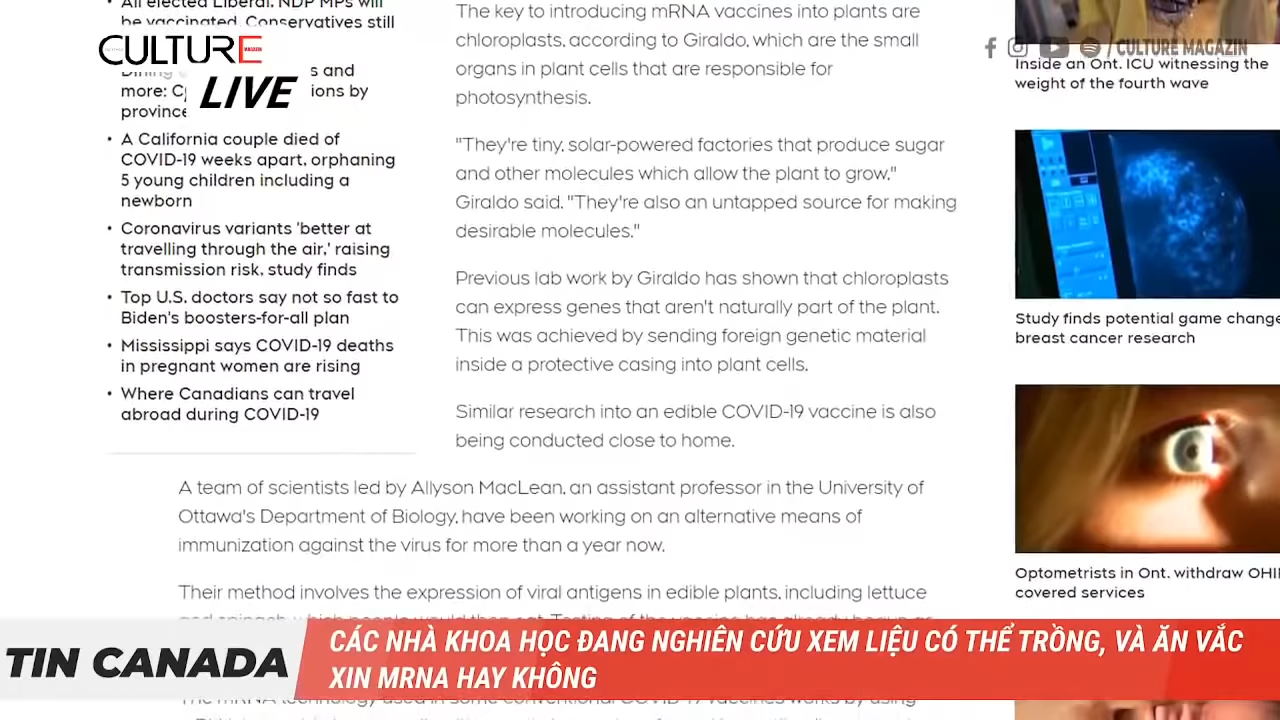 All elected Liberal, NDP MPs will
be vaccinated. Conservatives still
CULTURE
LIVE
s and
more: ions by
province
• A California couple died of
COVID-19 weeks apart, orphaning
5 young children including a
newborn
• Coronavirus variants 'better at
travelling through the air,' raising
transmission risk, study finds
• Top U.S. doctors say not so fast to
Biden's boosters-for-all plan
• Mississippi says COVID-19 deaths
in pregnant women are rising
• Where Canadians can travel
abroad during COVID-19
The key to introducing mRNA vaccines into plants are
chloroplasts, according to Giraldo, which are the small
organs in plant cells that are responsible for
photosynthesis.
"They're tiny, solar-powered factories that produce sugar
and other molecules which allow the plant to grow,"
Giraldo said. "They're also an untapped source for making
desirable molecules."
Previous lab work by Giraldo has shown that chloroplasts
can express genes that aren't naturally part of the plant.
This was achieved by sending foreign genetic material
inside a protective casing into plant cells.
Similar research into an edible COVID-19 vaccine is also
being conducted close to home.
A team of scientists led by Allyson MacLean, an assistant professor in the University of
Ottawa's Department of Biology, have been working on an alternative means of
immunization against the virus for more than a year now.
Their method involves the expression of viral antigens in edible plants, including lettuce
/ CULTURE MAGAZIN
Inside an Ont. ICU witnessing the
weight of the fourth wave
Study finds potential game change
breast cancer research
Optometrists in Ont. withdraw OHI
covered services
TIN CANADA
CÁC NHÀ KHOA HỌC ĐANG NGHIÊN CỨU XEM LIỆU CÓ THỂ TRỒNG, VÀ ĂN VẮC
XIN MRNA HAY KHÔNG